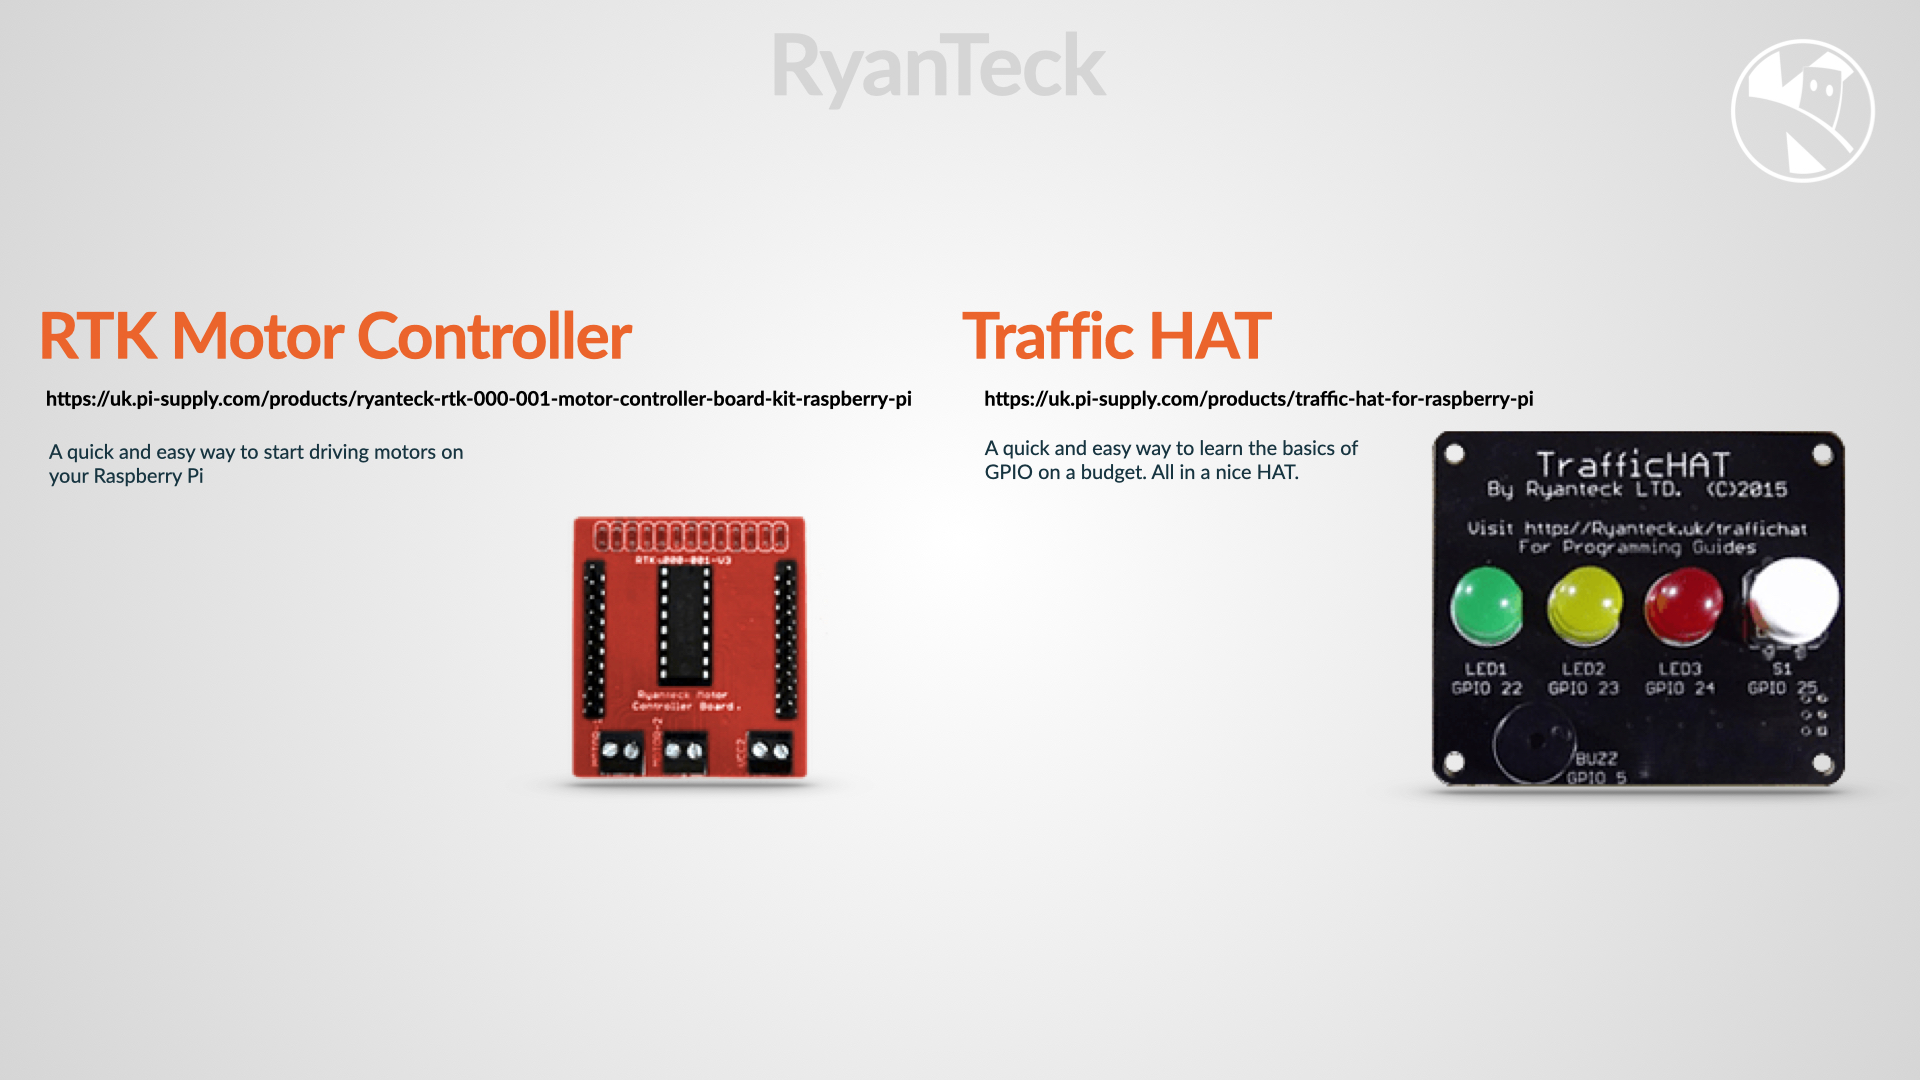 RyanTeck
RTK Motor Controller
https://uk.pi-supply.com/products/ryanteck-rtk-000-001-motor-controller-board-kit-raspberry-pi
A quick and easy way to start driving motors on
your Raspberry Pi
RTK-000-001-V3
Ryanteck Motor
Controller Board.
MOTOR-1
MOTOR-2
VCC2
Traffic HAT
https://uk.pi-supply.com/products/traffic-hat-for-raspberry-pi
A quick and easy way to learn the basics of
GPIO on a budget. All in a nice HAT.
TrafficHAT
By Ryanteck LTD. (C)2015
Visit http://Ryanteck.uk/traffichat
For Programming Guides
LED1 LED2 LED3 S1
GPIO 22 GPIO 23 GPIO 24 GPIO 25
BUZZ
GPIO 5